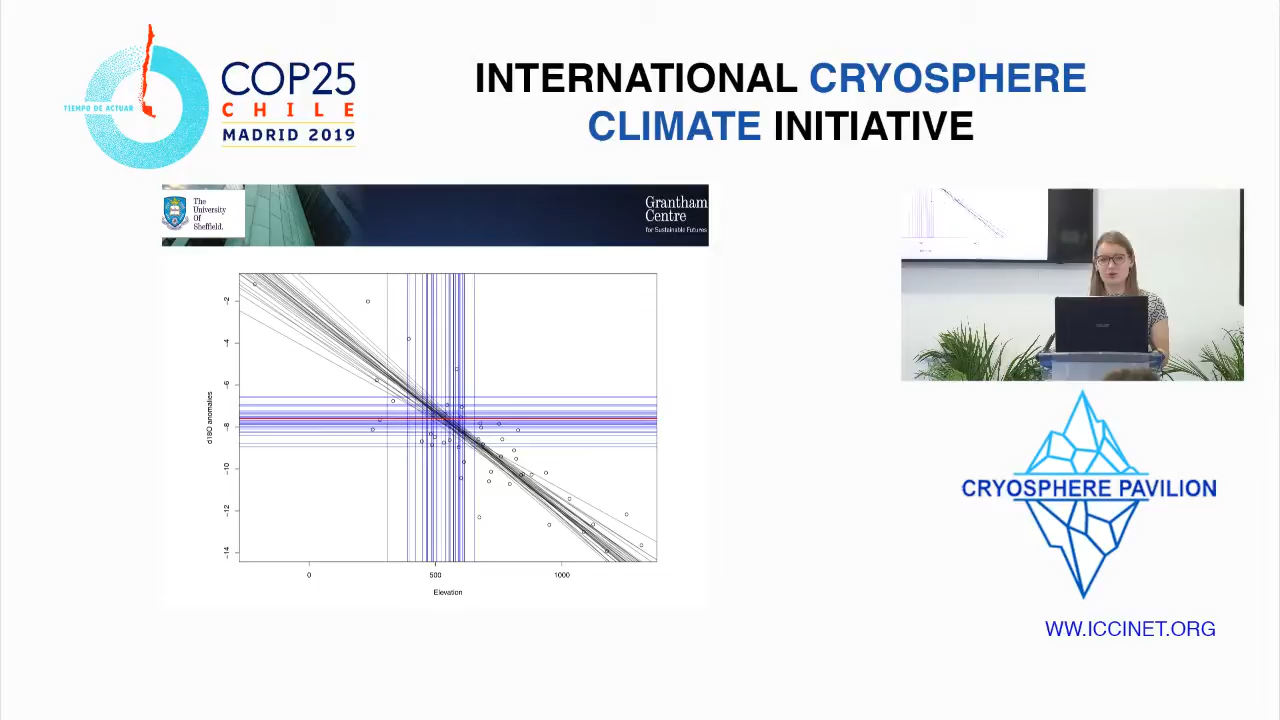 TIEMPO DE ACTUAR
COP25
CHILE
MADRID 2019
INTERNATIONAL CRYOSPHERE
CLIMATE INITIATIVE
The
University
Of
Sheffield.
Grantham
Centre
for Sustainable Futures
d18O anomalies
-2
-4
-6
-8
-10
-12
-14
0
500
1000
Elevation
CRYOSPHERE PAVILION
WW.ICCINET.ORG